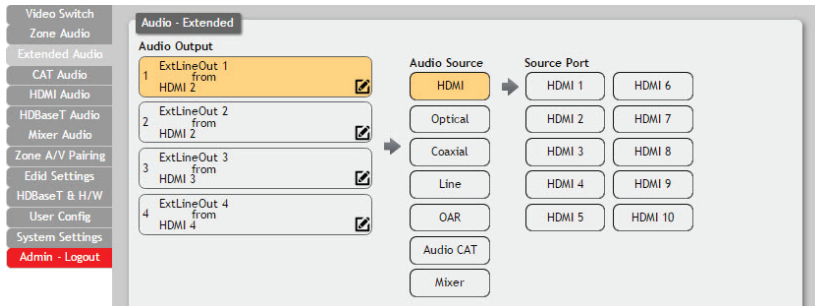 Video Switch
Zone Audio
Extended Audio
CAT Audio
HDMI Audio
HDBaseT Audio
Mixer Audio
Zone A/V Pairing
Edid Settings
HDBaseT & H/W
User Config
System Settings
Admin - Logout
Audio - Extended
Audio Output
1 ExtLineOut 1
from
HDMI 2
2 ExtLineOut 2
from
HDMI 2
3 ExtLineOut 3
from
HDMI 3
4 ExtLineOut 4
from
HDMI 4
Audio Source
HDMI
Optical
Coaxial
Line
OAR
Audio CAT
Mixer
Source Port
HDMI 1 HDMI 6
HDMI 2 HDMI 7
HDMI 3 HDMI 8
HDMI 4 HDMI 9
HDMI 5 HDMI 10